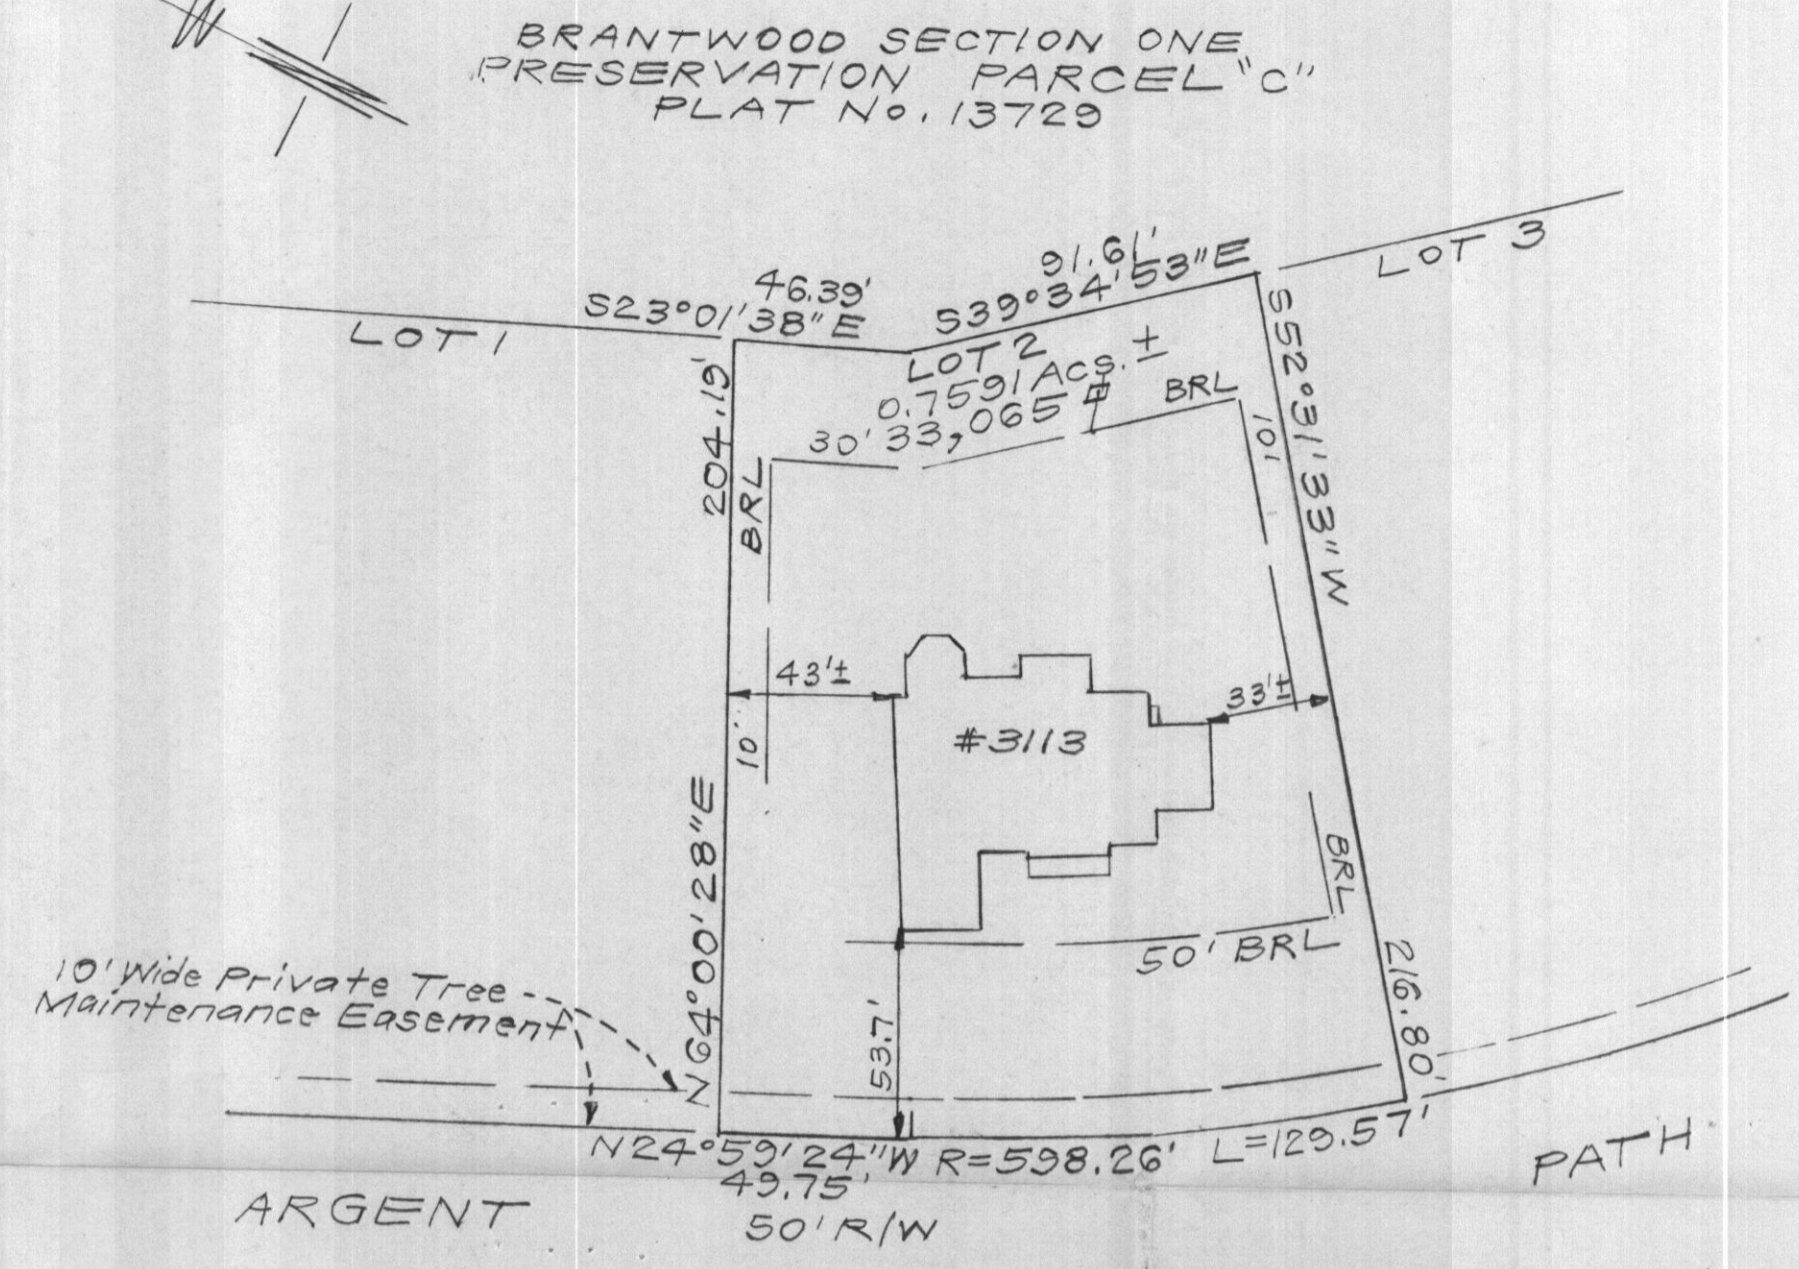 BRANTWOOD SECTION ONE
PRESERVATION PARCEL "C"
PLAT No. 13729
LOT 3
LOT 1
S23°01'38"E
46.39'
91.61'
S39°34'53"E
S52°31'33"W
216.80'
204.19'
N64°00'28"E
LOT 2
0.7591 Acs. ±
33,065
30'
BRL
BRL
10'
10'
43'±
33'±
#3113
BRL
50' BRL
53.7'
10' Wide Private Tree
Maintenance Easement
N24°59'24"W
49.75'
R=598.26'
L=129.57'
50' R/W
ARGENT
PATH